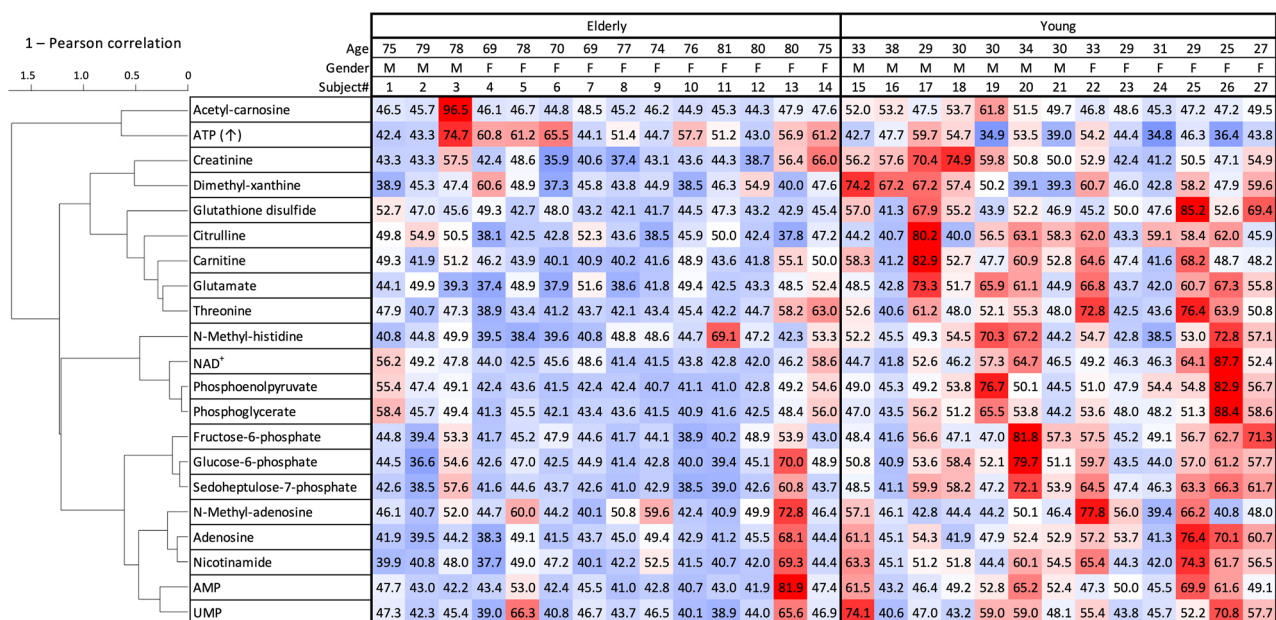 Elderly Young
1 – Pearson correlation
Age 75 79 78 69 78 70 69 77 74 76 81 80 80 75 33 38 29 30 30 34 30 33 29 31 29 25 27
Gender M M M F F F F F F F F F F F M M M M M M M F F F F F F
1.5 1.0 0.5 0 Subject# 1 2 3 4 5 6 7 8 9 10 11 12 13 14 15 16 17 18 19 20 21 22 23 24 25 26 27
Acetyl-carnosine 46.5 45.7 96.5 46.1 46.7 44.8 48.5 45.2 46.2 44.9 45.3 44.3 47.9 47.6 52.0 53.2 47.5 53.7 61.8 51.5 49.7 46.8 48.6 45.3 47.2 47.2 49.5
ATP (↑) 42.4 43.3 74.7 60.8 61.2 65.5 44.1 51.4 44.7 57.7 51.2 43.0 56.9 61.2 42.7 47.7 59.7 54.7 34.9 53.5 39.0 54.2 44.4 34.8 46.3 36.4 43.8
Creatinine 43.3 43.3 57.5 42.4 48.6 35.9 40.6 37.4 43.1 43.6 44.3 38.7 56.4 66.0 56.2 57.6 70.4 74.9 59.8 50.8 50.0 52.9 42.4 41.2 50.5 47.1 54.9
Dimethyl-xanthine 38.9 45.3 47.4 60.6 48.9 37.3 45.8 43.8 44.9 38.5 46.3 54.9 40.0 47.6 74.2 67.2 67.2 57.4 50.2 39.1 39.3 60.7 46.0 42.8 58.2 47.9 59.6
Glutathione disulfide 52.7 47.0 45.6 49.3 42.7 48.0 43.2 42.1 41.7 44.5 47.3 43.2 42.9 45.4 57.0 41.3 67.9 55.2 43.9 52.2 46.9 45.2 50.0 47.6 85.2 52.6 69.4
Citrulline 49.8 54.9 50.5 38.1 42.5 42.8 52.3 43.6 38.5 45.9 50.0 42.4 37.8 47.2 44.2 40.7 80.2 40.0 56.5 63.1 58.3 62.0 43.3 59.1 58.4 62.0 45.9
Carnitine 49.3 41.9 51.2 46.2 43.9 40.1 40.9 40.2 41.6 48.9 43.6 41.8 55.1 50.0 58.3 41.2 82.9 52.7 47.7 60.9 52.8 64.6 47.4 41.6 68.2 48.7 48.2
Glutamate 44.1 49.9 39.3 37.4 48.9 37.9 51.6 38.6 41.8 49.4 42.5 43.3 48.5 52.4 48.5 42.8 73.3 51.7 65.9 61.1 44.9 66.8 43.7 42.0 60.7 67.3 55.8
Threonine 47.9 40.7 47.3 38.9 43.4 41.2 43.7 42.1 43.4 45.4 42.2 44.7 58.2 63.0 52.6 40.6 61.2 48.0 52.1 55.3 48.0 72.8 42.5 43.6 76.4 63.9 50.8
N-Methyl-histidine 40.8 44.8 49.9 39.5 38.4 39.6 40.8 48.8 48.6 44.7 69.1 47.2 42.3 53.3 52.2 45.5 49.3 54.5 70.3 67.2 44.2 54.7 42.8 38.5 53.0 72.8 57.1
NAD⁺ 56.2 49.2 47.8 44.0 42.5 45.6 48.6 41.4 41.5 43.8 42.8 42.0 46.2 58.6 44.7 41.8 52.6 46.2 57.3 64.7 46.5 49.2 46.3 46.3 64.1 87.7 52.4
Phosphoenolpyruvate 55.4 47.4 49.1 42.4 43.6 41.5 42.4 42.4 40.7 41.1 41.0 42.8 49.2 54.6 49.0 45.3 49.2 53.8 76.7 50.1 44.5 51.0 47.9 54.4 54.8 82.9 56.7
Phosphoglycerate 58.4 45.7 49.4 41.3 45.5 42.1 43.4 43.6 41.5 40.9 41.6 42.5 48.4 56.0 47.0 43.5 56.2 51.2 65.5 53.8 44.2 53.6 48.0 48.2 51.3 88.4 58.6
Fructose-6-phosphate 44.8 39.4 53.3 41.7 45.2 47.9 44.6 41.7 44.1 38.9 40.2 48.9 53.9 43.0 48.4 41.6 56.6 47.1 47.0 81.8 57.3 57.5 45.2 49.1 56.7 62.7 71.3
Glucose-6-phosphate 44.5 36.6 54.6 42.6 47.0 42.5 44.9 41.4 42.8 40.0 39.4 45.1 70.0 48.9 50.8 40.9 53.6 58.4 52.1 79.7 51.1 59.7 43.5 44.0 57.0 61.2 57.7
Sedoheptulose-7-phosphate 42.6 38.5 57.6 41.6 44.6 43.7 42.6 41.0 42.9 38.5 39.0 42.6 60.8 43.7 48.5 41.1 59.9 58.2 47.2 72.1 53.9 64.5 47.4 46.3 63.3 66.3 61.7
N-Methyl-adenosine 46.1 40.7 52.0 44.7 60.0 44.2 40.1 50.8 59.6 42.4 40.9 49.9 72.8 46.4 57.1 46.1 42.8 44.4 44.2 50.1 46.4 77.8 56.0 39.4 66.2 40.8 48.0
Adenosine 41.9 39.5 44.2 38.3 49.1 41.5 43.7 45.0 49.4 42.9 41.2 45.5 68.1 44.4 61.1 45.1 54.3 41.9 47.9 52.4 52.9 57.2 53.7 41.3 76.4 70.1 60.7
Nicotinamide 39.9 40.8 48.0 37.7 49.0 47.2 40.1 42.2 52.5 41.5 40.7 42.0 69.3 44.4 63.3 45.1 51.2 51.8 44.4 60.1 54.5 65.4 44.3 42.0 74.3 61.7 56.5
AMP 47.7 43.0 42.2 43.4 53.0 42.4 45.5 41.0 42.8 40.7 43.0 41.9 81.9 47.4 61.5 43.2 46.4 49.2 52.8 65.2 52.4 47.3 50.0 45.5 69.9 61.6 49.1
UMP 47.3 42.3 45.4 39.0 66.3 40.8 46.7 43.7 46.5 40.1 38.9 44.0 65.6 46.9 74.1 40.6 47.0 43.2 59.0 59.0 48.1 55.4 43.8 45.7 52.2 70.8 57.7